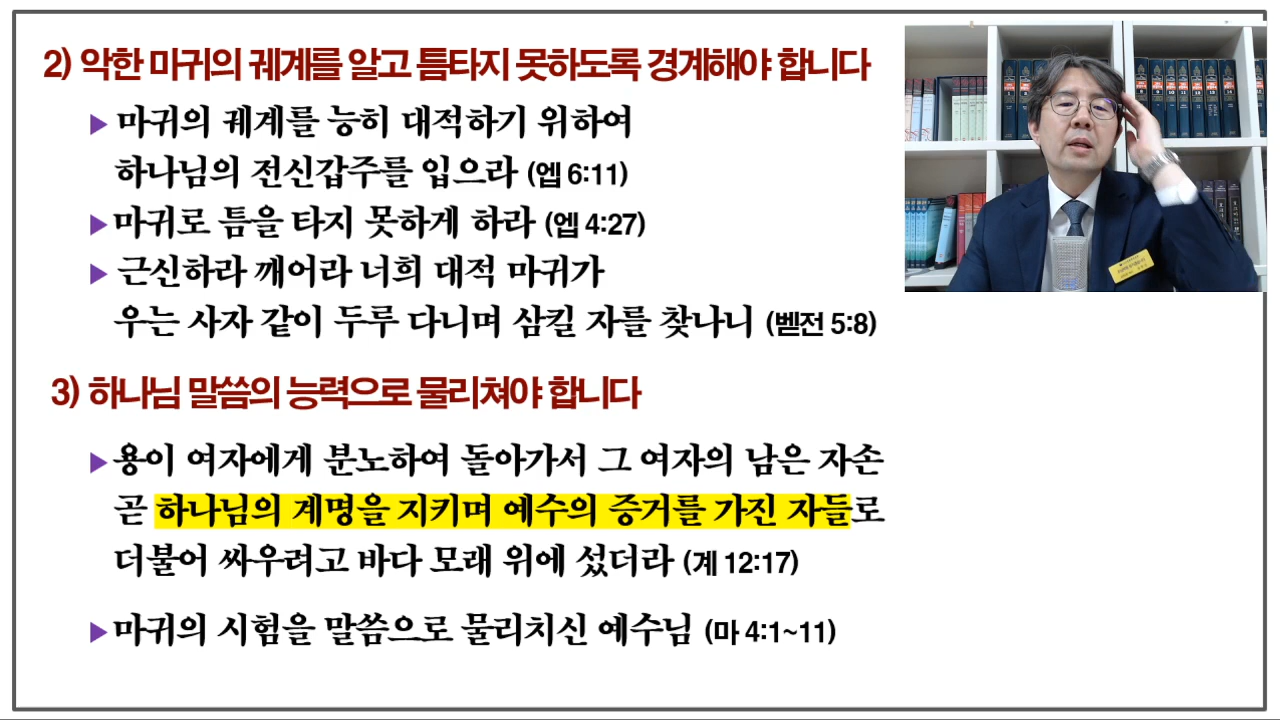 2) 악한 마귀의 궤계를 알고 틈타지 못하도록 경계해야 합니다
▶ 마귀의 궤계를 능히 대적하기 위하여
하나님의 전신갑주를 입으라 (엡 6:11)
▶ 마귀로 틈을 타지 못하게 하라 (엡 4:27)
▶ 근신하라 깨어라 너희 대적 마귀가
우는 사자 같이 두루 다니며 삼킬 자를 찾나니 (벧전 5:8)
3) 하나님 말씀의 능력으로 물리쳐야 합니다
▶ 용이 여자에게 분노하여 돌아가서 그 여자의 남은 자손
곧 하나님의 계명을 지키며 예수의 증거를 가진 자들로
더불어 싸우려고 바다 모래 위에 섰더라 (계 12:17)
▶ 마귀의 시험을 말씀으로 물리치신 예수님 (마 4:1~11)